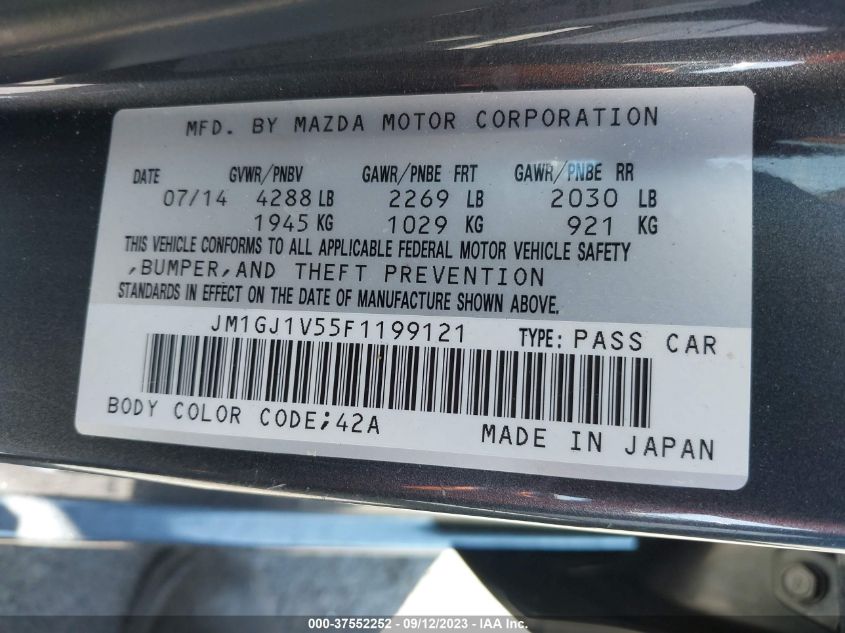 MFD. BY MAZDA MOTOR CORPORATION
DATE GVWR/PNBV GAWR/PNBE FRT GAWR/PNBE RR
07/14 4288 LB 2269 LB 2030 LB
1945 KG 1029 KG 921 KG
THIS VEHICLE CONFORMS TO ALL APPLICABLE FEDERAL MOTOR VEHICLE SAFETY
,BUMPER,AND THEFT PREVENTION
STANDARDS IN EFFECT ON THE DATE OF MANUFACTURE SHOWN ABOVE.
JM1GJ1V55F1199121 TYPE: PASS CAR
BODY COLOR CODE;42A
MADE IN JAPAN
000-37552252 - 09/12/2023 - IAAI.com